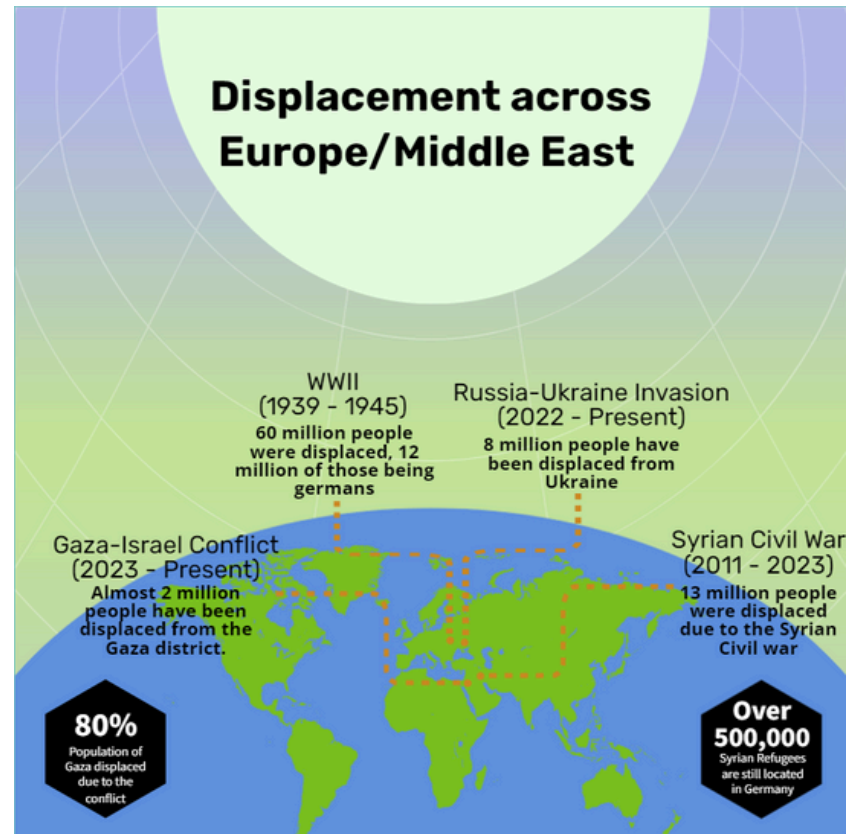 Displacement across
Europe/Middle East
WWII
(1939 - 1945)
60 million people
were displaced, 12
million of those being
germans
Russia-Ukraine Invasion
(2022 - Present)
8 million people have
been displaced from
Ukraine
Gaza-Israel Conflict
(2023 - Present)
Almost 2 million
people have been
displaced from the
Gaza district.
Syrian Civil War
(2011 - 2023)
13 million people
were displaced
due to the Syrian
Civil war
80%
Population of
Gaza displaced
due to the
conflict
Over
500,000
Syrian Refugees
are still located
in Germany